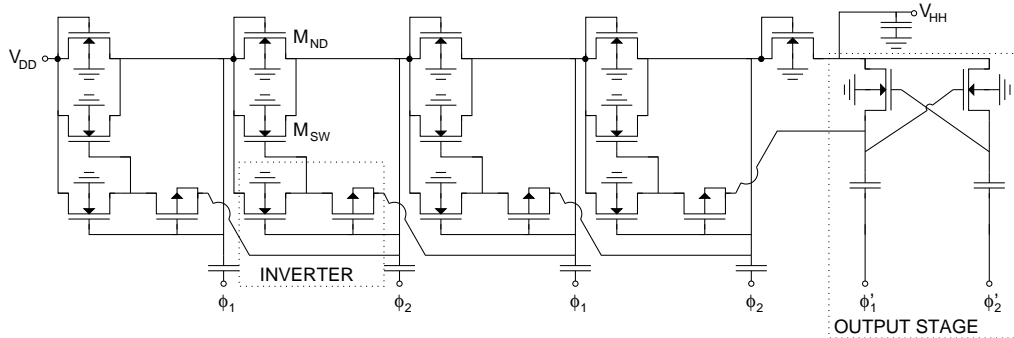 V_HH
M_ND
V_DD
M_SW
INVERTER
ϕ_1
ϕ_2
ϕ_1
ϕ_2
ϕ'_1
ϕ'_2
OUTPUT STAGE